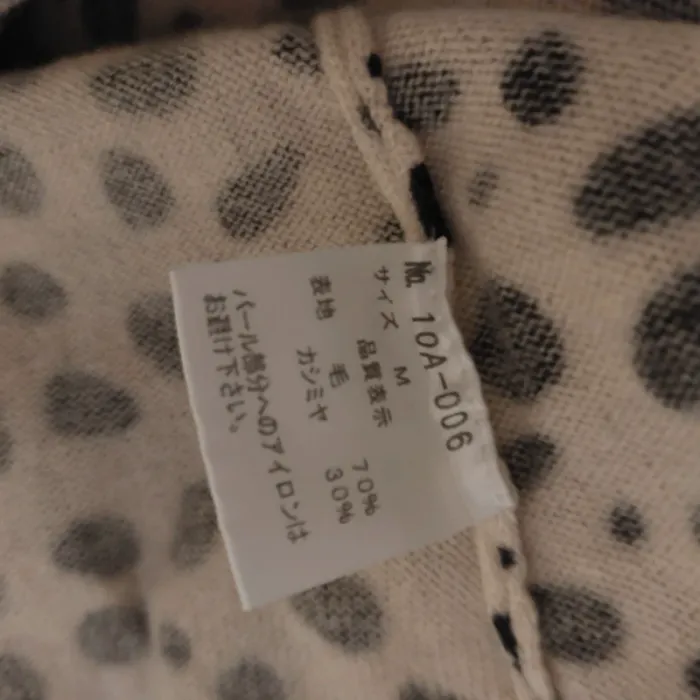 № 10A-006
サイズ M
品質表示
表地 毛 70%
カシミヤ 30%
パール部分へのアイロンは
お避け下さい。